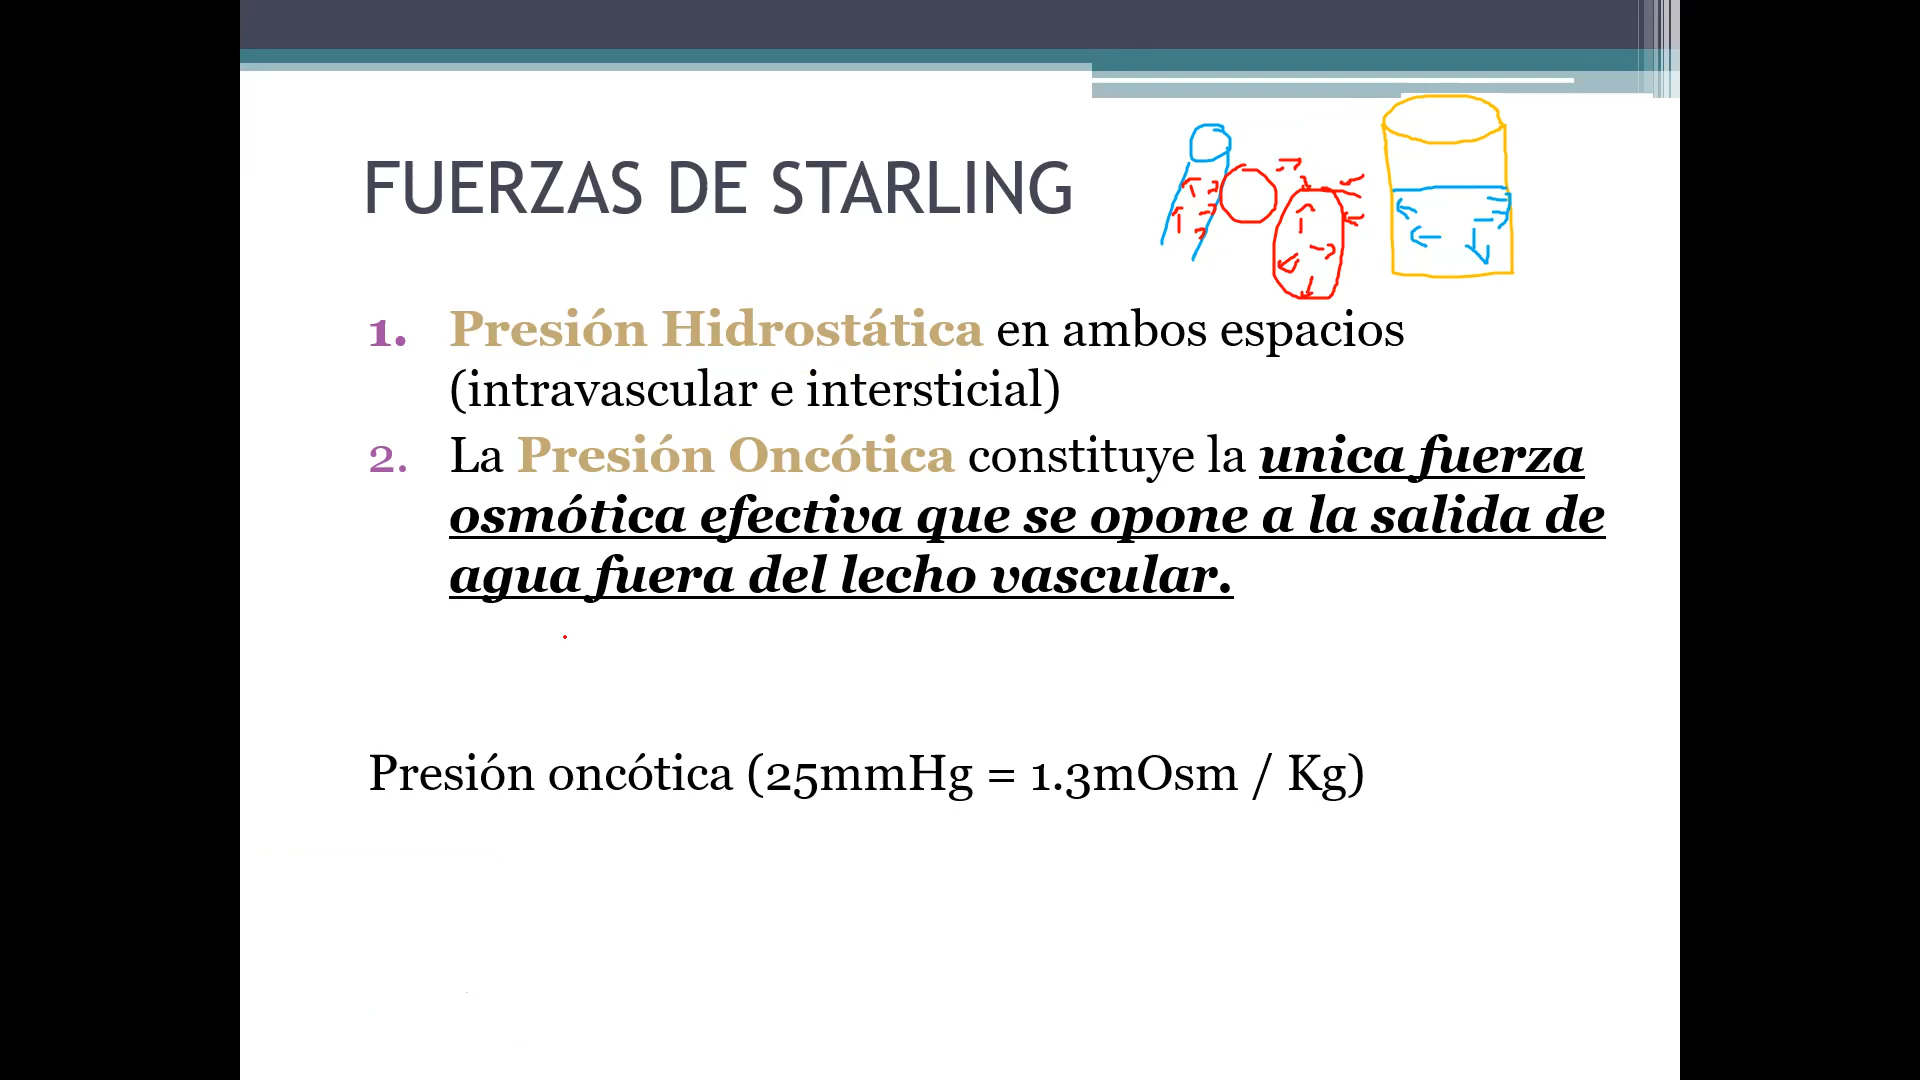 FUERZAS DE STARLING
1. Presión Hidrostática en ambos espacios
(intravascular e intersticial)
2. La Presión Oncótica constituye la unica fuerza
osmótica efectiva que se opone a la salida de
agua fuera del lecho vascular.
Presión oncótica (25mmHg = 1.3mOsm / Kg)